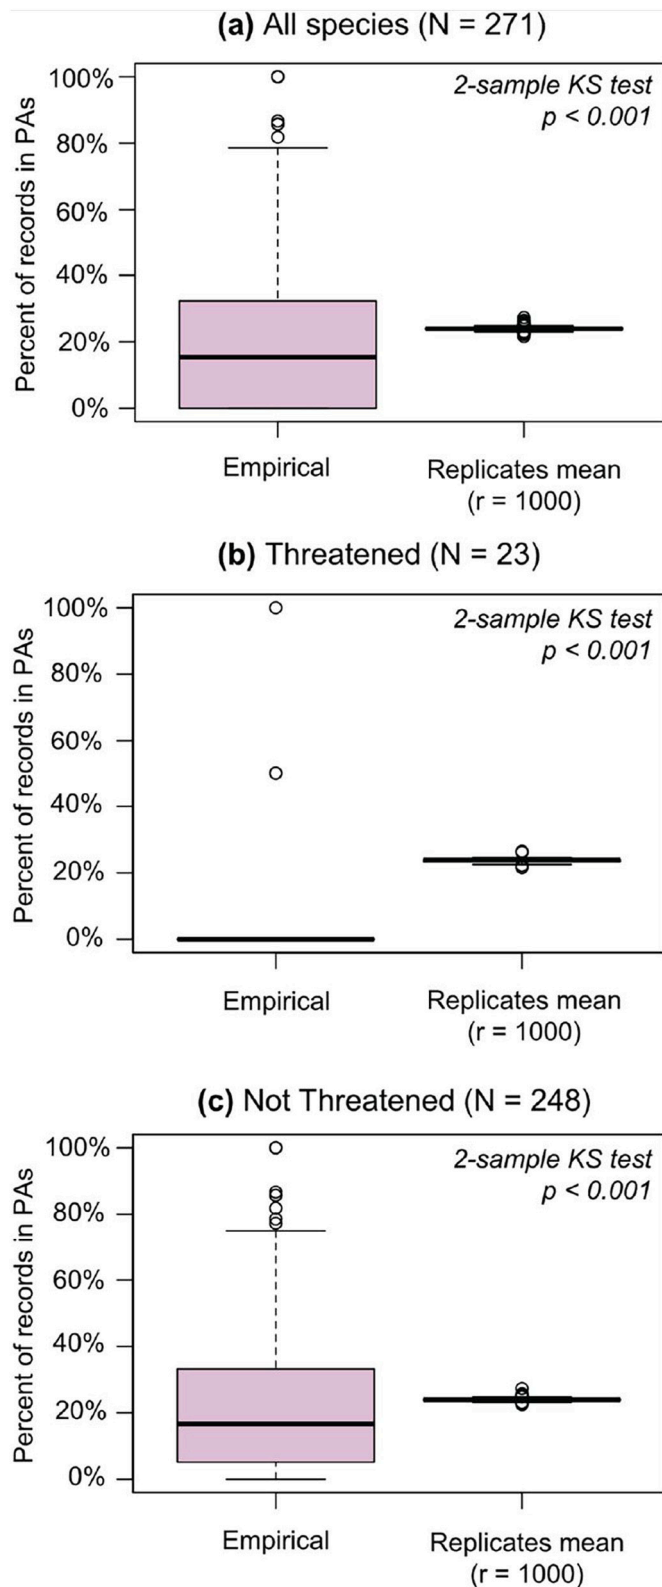 (a) All species (N = 271)
2-sample KS test
p < 0.001
Percent of records in PAs
100%
80%
60%
40%
20%
0%
Empirical
Replicates mean
(r = 1000)
(b) Threatened (N = 23)
2-sample KS test
p < 0.001
Percent of records in PAs
100%
80%
60%
40%
20%
0%
Empirical
Replicates mean
(r = 1000)
(c) Not Threatened (N = 248)
2-sample KS test
p < 0.001
Percent of records in PAs
100%
80%
60%
40%
20%
0%
Empirical
Replicates mean
(r = 1000)